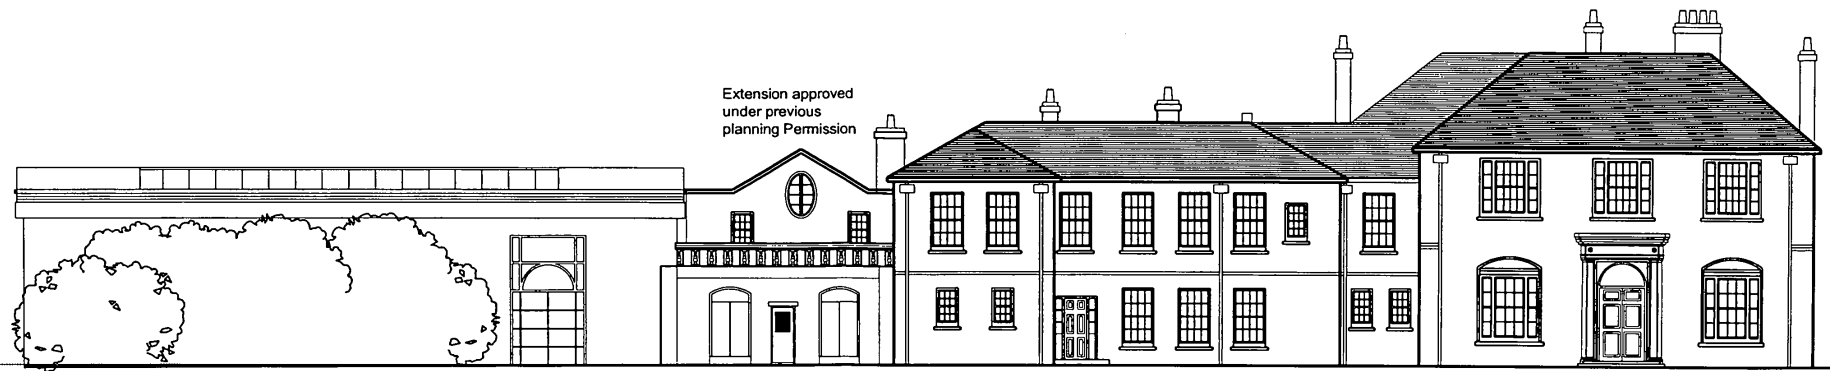 Extension approved
under previous
planning Permission